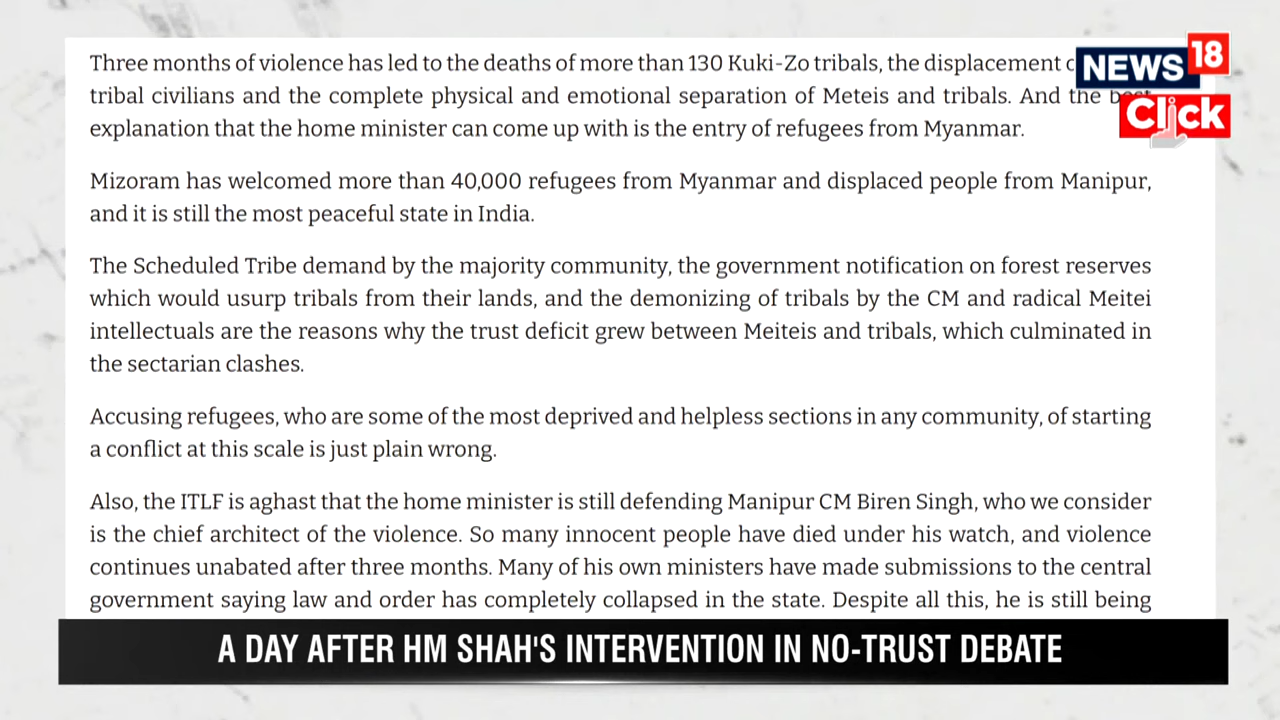 Three months of violence has led to the deaths of more than 130 Kuki-Zo tribals, the displacement
NEWS 18
Click
tribal civilians and the complete physical and emotional separation of Meteis and tribals. And the
explanation that the home minister can come up with is the entry of refugees from Myanmar.
Mizoram has welcomed more than 40,000 refugees from Myanmar and displaced people from Manipur,
and it is still the most peaceful state in India.
The Scheduled Tribe demand by the majority community, the government notification on forest reserves
which would usurp tribals from their lands, and the demonizing of tribals by the CM and radical Meitei
intellectuals are the reasons why the trust deficit grew between Meiteis and tribals, which culminated in
the sectarian clashes.
Accusing refugees, who are some of the most deprived and helpless sections in any community, of starting
a conflict at this scale is just plain wrong.
Also, the ITLF is aghast that the home minister is still defending Manipur CM Biren Singh, who we consider
is the chief architect of the violence. So many innocent people have died under his watch, and violence
continues unabated after three months. Many of his own ministers have made submissions to the central
government saying law and order has completely collapsed in the state. Despite all this, he is still being
A DAY AFTER HM SHAH'S INTERVENTION IN NO-TRUST DEBATE